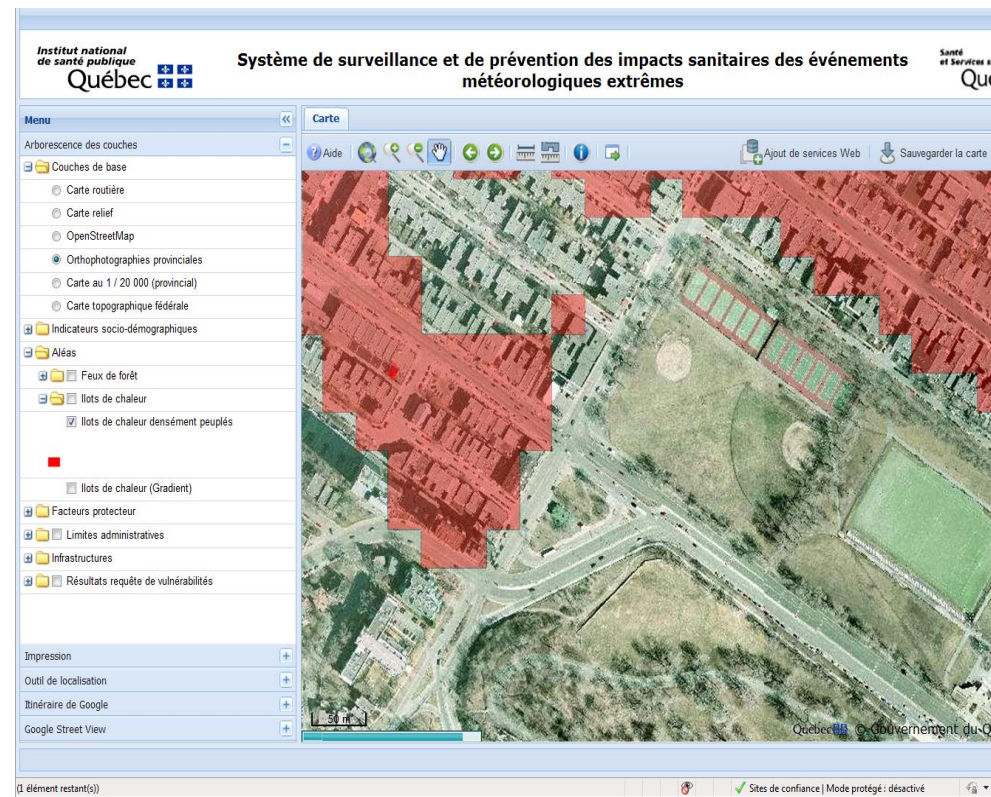 Institut national
de santé publique
Québec
Système de surveillance et de prévention des impacts sanitaires des événements
météorologiques extrêmes
Santé
et Services s
Qué
Menu
Arborescence des couches
Couches de base
Carte routière
Carte relief
OpenStreetMap
Orthophotographies provinciales
Carte au 1 / 20 000 (provincial)
Carte topographique fédérale
Indicateurs socio-démographiques
Aléas
Feux de forêt
Ilots de chaleur
Ilots de chaleur densément peuplés
Ilots de chaleur (Gradient)
Facteurs protecteur
Limites administratives
Infrastructures
Résultats requête de vulnérabilités
Impression
Outil de localisation
Itinéraire de Google
Google Street View
Carte
Aide
Ajout de services Web
Sauvegarder la carte
50 m
Québec © Gouvernement du Q
(1 élément restant(s))
Sites de confiance | Mode protégé : désactivé